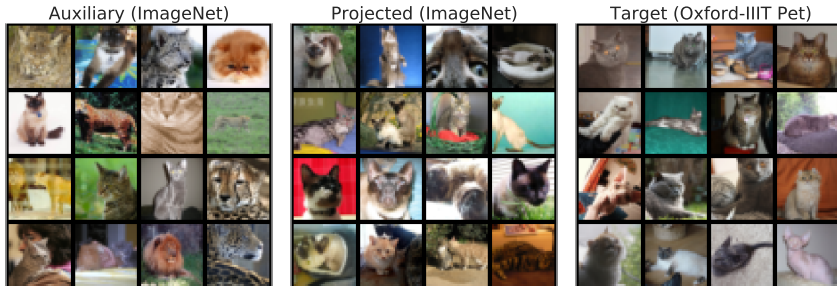 Auxiliary (ImageNet)
Projected (ImageNet)
Target (Oxford-IIIT Pet)